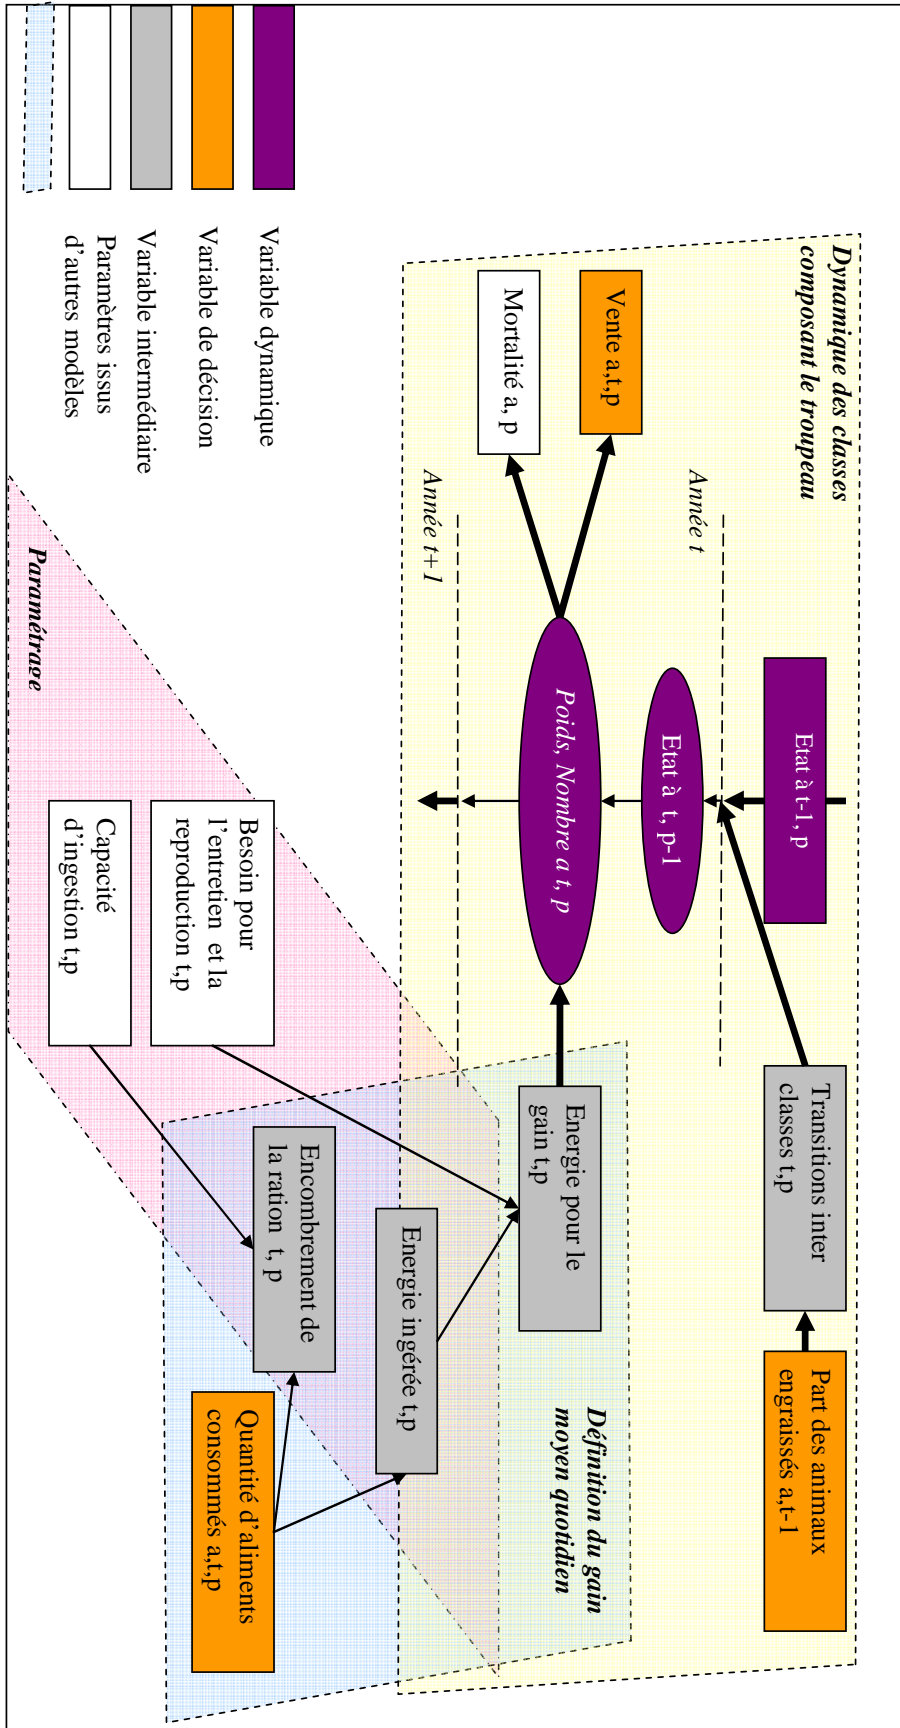 Dynamique des classes
composant le troupeau
Etat à t-1, p
Transitions inter
classes t,p
Part des animaux
engraissés a,t-1
Année t
Etat à t, p-1
Vente a,t,p
Poids, Nombre a t, p
Mortalité a, p
Energie pour le
gain t,p
Définition du gain
moyen quotidien
Année t+1
Energie ingérée t,p
Encombrement de
la ration t, p
Quantité d’aliments
consommés a,t,p
Besoin pour
l’entretien et la
reproduction t,p
Capacité
d’ingestion t,p
Paramétrage
Variable dynamique
Variable de décision
Variable intermédiaire
Paramètres issus
d’autres modèles